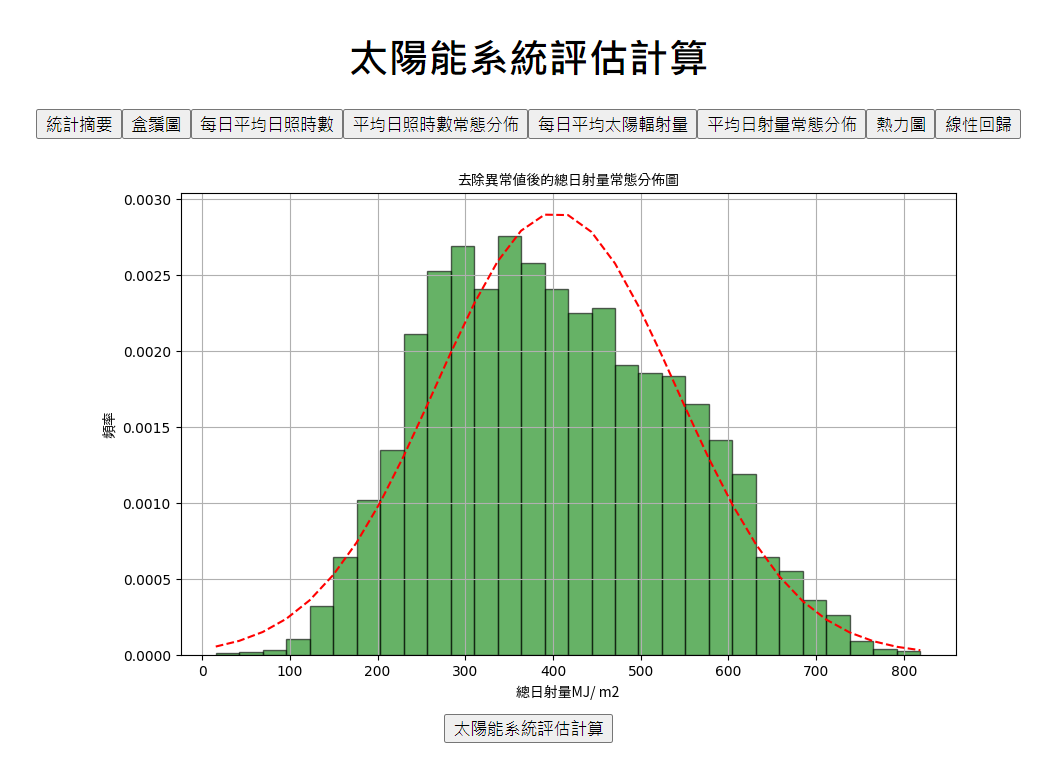 太陽能系統評估計算
統計摘要 盒鬚圖 每日平均日照時數 平均日照時數常態分佈 每日平均太陽輻射量 平均日射量常態分佈 熱力圖 線性回歸
去除異常值後的總日射量常態分佈圖
0.0030
0.0025
0.0020
0.0015
0.0010
0.0005
0.0000
頻率
0 100 200 300 400 500 600 700 800
總日射量MJ/ m2
太陽能系統評估計算